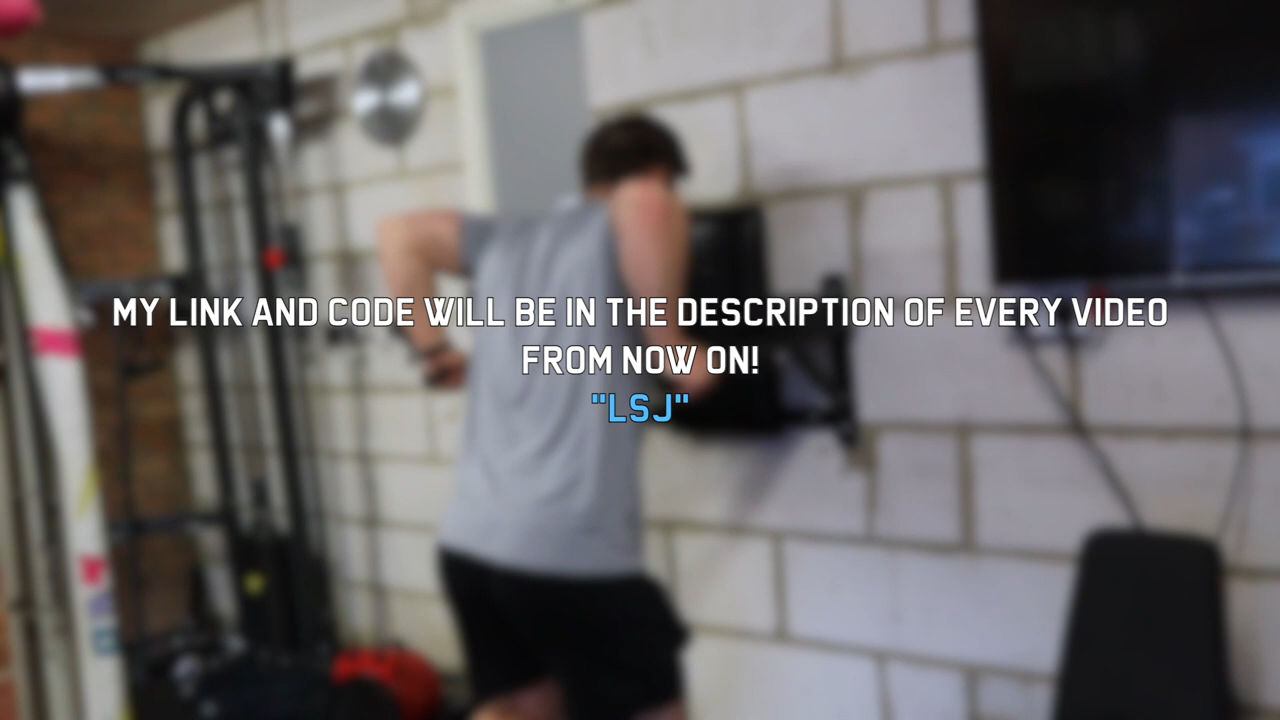 MY LINK AND CODE WILL BE IN THE DESCRIPTION OF EVERY VIDEO
FROM NOW ON!
"LSJ"